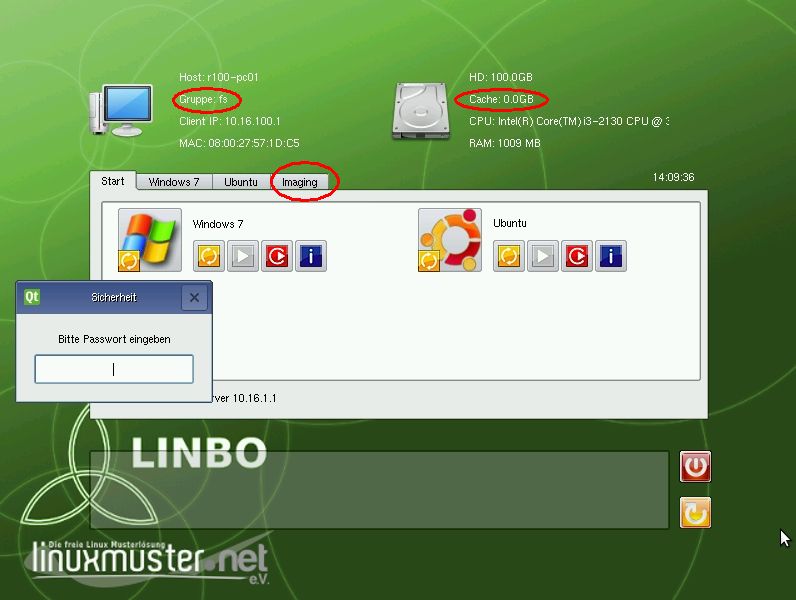 Host: r100-pc01
Gruppe: fs
Client IP: 10.16.100.1
MAC: 08:00:27:57:1D:C5
HD: 100.0GB
Cache: 0.0GB
CPU: Intel(R) Core(TM) i3-2130 CPU @
RAM: 1009 MB
14:09:36
Start
Windows 7
Ubuntu
Imaging
Windows 7
Ubuntu
Qt
Sicherheit
Bitte Passwort eingeben
10.16.1.1
LINBO
Die freie Linux Musterlösung
linuxmuster.net
e.V.